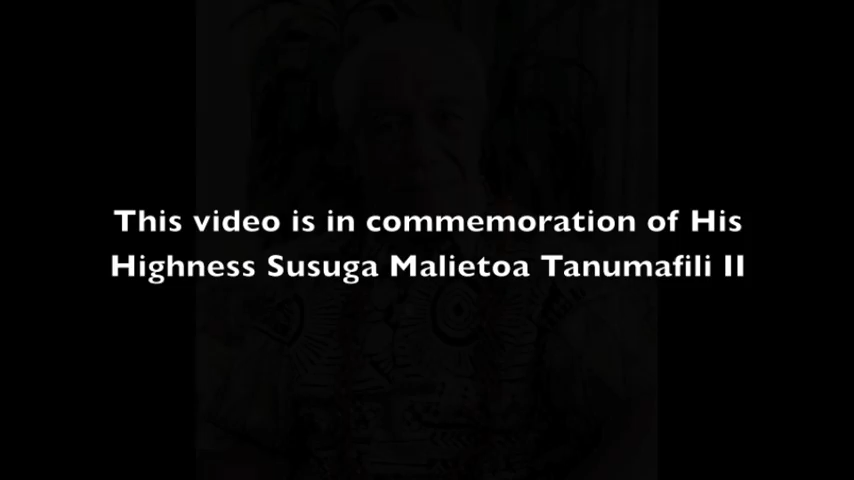 This video is in commemoration of His
Highness Susuga Malietoa Tanumafili II